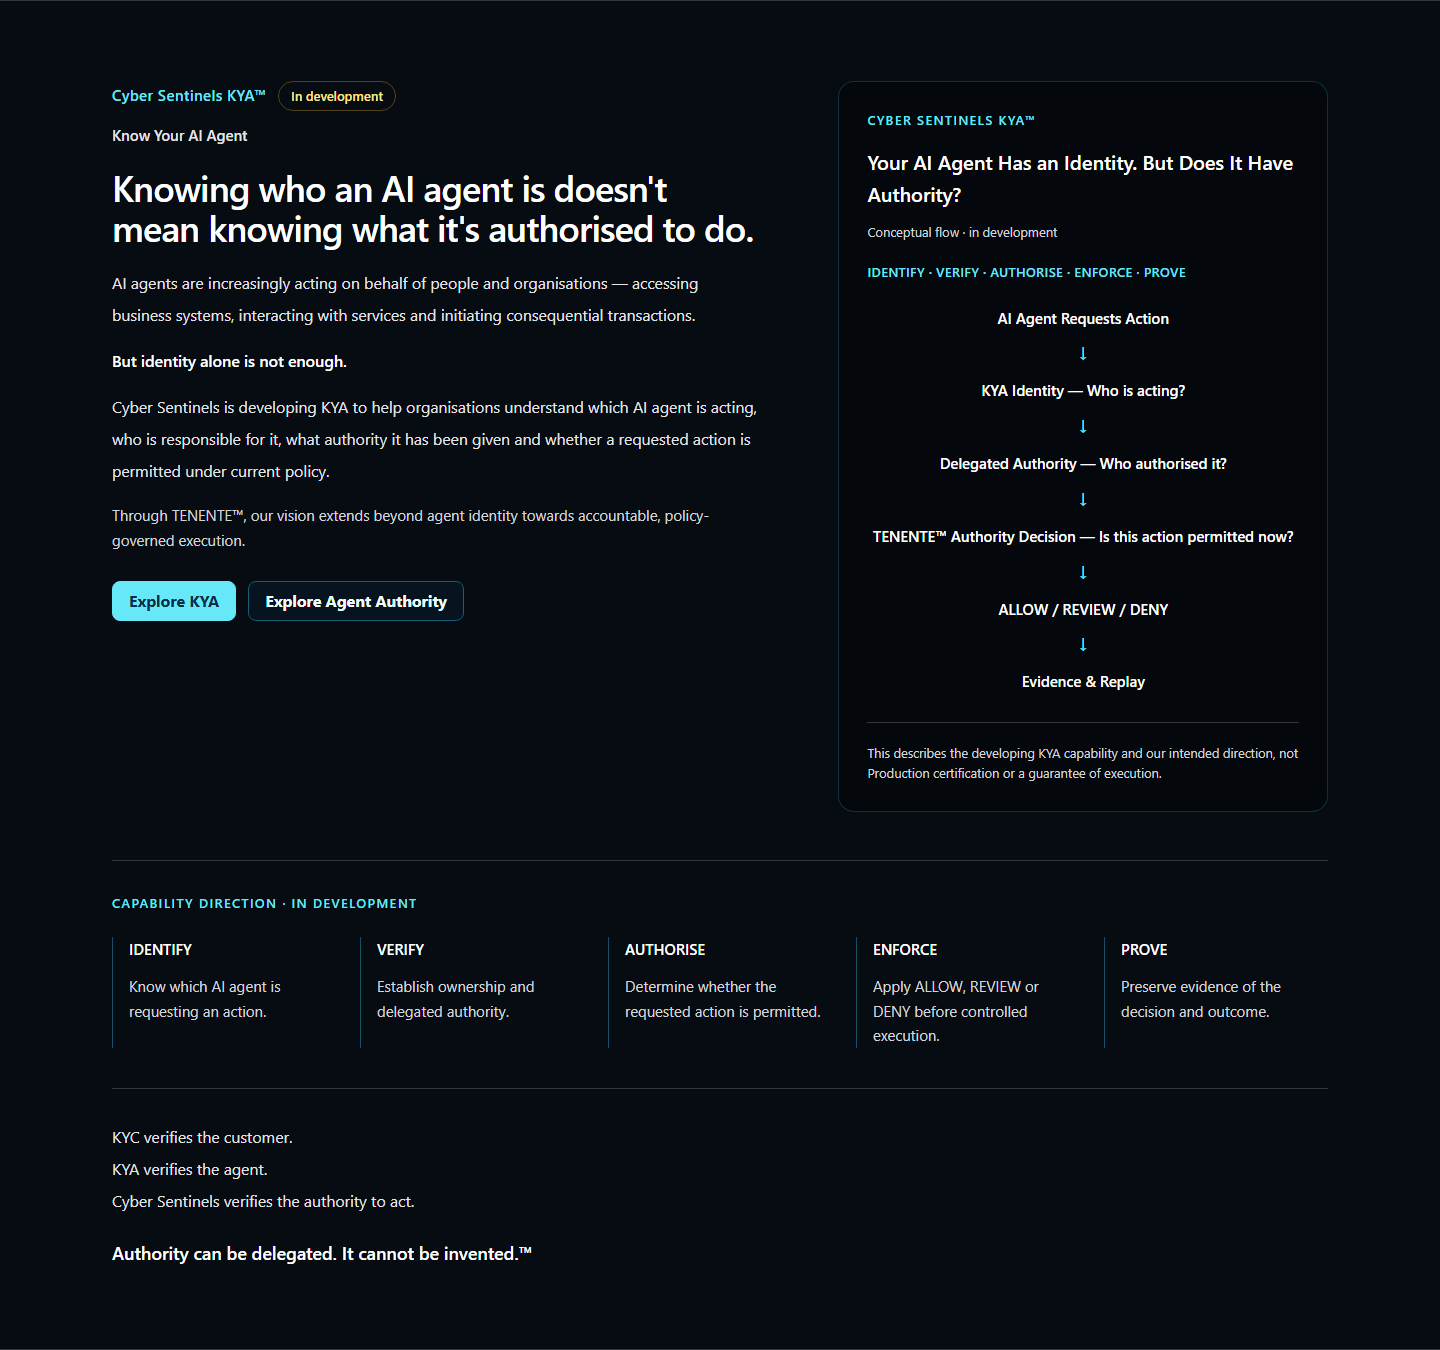 Cyber Sentinels KYA™ In development
Know Your AI Agent
Knowing who an AI agent is doesn't
mean knowing what it's authorised to do.
AI agents are increasingly acting on behalf of people and organisations — accessing
business systems, interacting with services and initiating consequential transactions.
But identity alone is not enough.
Cyber Sentinels is developing KYA to help organisations understand which AI agent is acting,
who is responsible for it, what authority it has been given and whether a requested action is
permitted under current policy.
Through TENENTE™, our vision extends beyond agent identity towards accountable, policy-
governed execution.
Explore KYA
Explore Agent Authority
CYBER SENTINELS KYA™
Your AI Agent Has an Identity. But Does It Have
Authority?
Conceptual flow · in development
IDENTIFY · VERIFY · AUTHORISE · ENFORCE · PROVE
AI Agent Requests Action
↓
KYA Identity — Who is acting?
↓
Delegated Authority — Who authorised it?
↓
TENENTE™ Authority Decision — Is this action permitted now?
↓
ALLOW / REVIEW / DENY
↓
Evidence & Replay
This describes the developing KYA capability and our intended direction, not
Production certification or a guarantee of execution.
CAPABILITY DIRECTION · IN DEVELOPMENT
IDENTIFY
Know which AI agent is
requesting an action.
VERIFY
Establish ownership and
delegated authority.
AUTHORISE
Determine whether the
requested action is permitted.
ENFORCE
Apply ALLOW, REVIEW or
DENY before controlled
execution.
PROVE
Preserve evidence of the
decision and outcome.
KYC verifies the customer.
KYA verifies the agent.
Cyber Sentinels verifies the authority to act.
Authority can be delegated. It cannot be invented.™